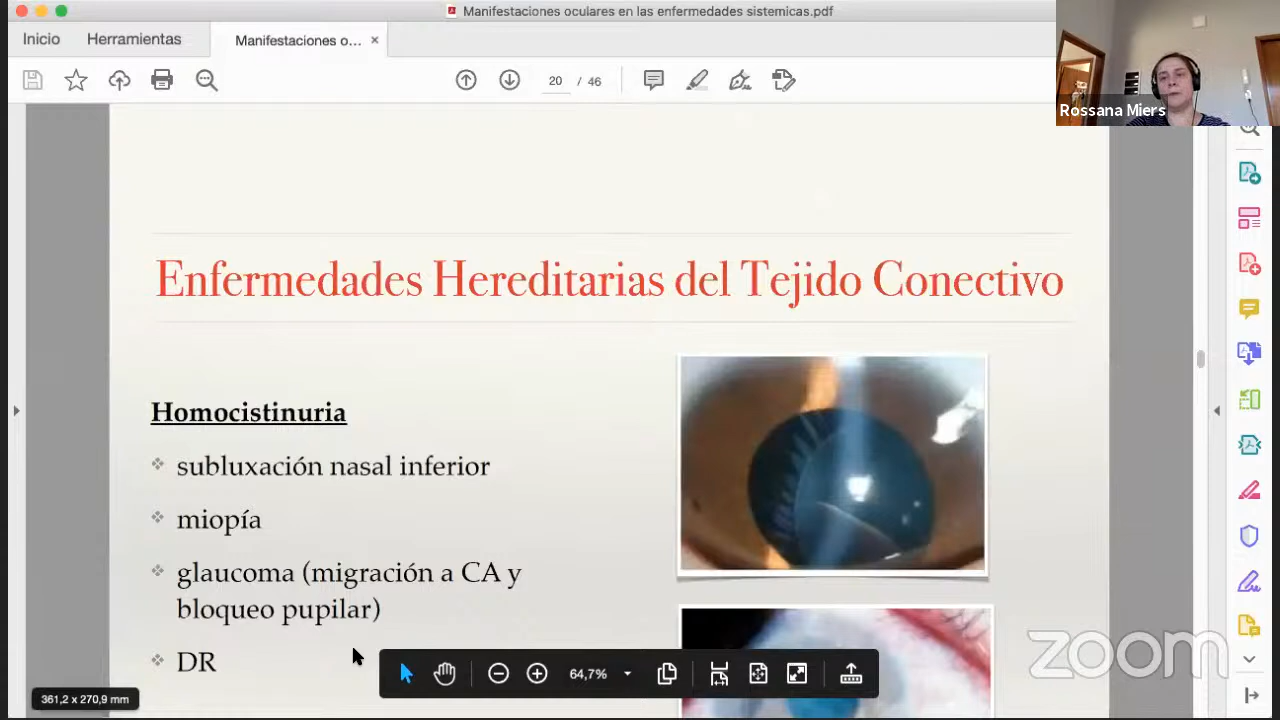 Manifestaciones oculares en las enfermedades sistemicas.pdf
Inicio
Herramientas
Manifestaciones o... ×
20 / 46
Rossana Miers
Enfermedades Hereditarias del Tejido Conectivo
Homocistinuria
❖ subluxación nasal inferior
❖ miopía
❖ glaucoma (migración a CA y
bloqueo pupilar)
❖ DR
64,7%
361,2 x 270,9 mm
zoom